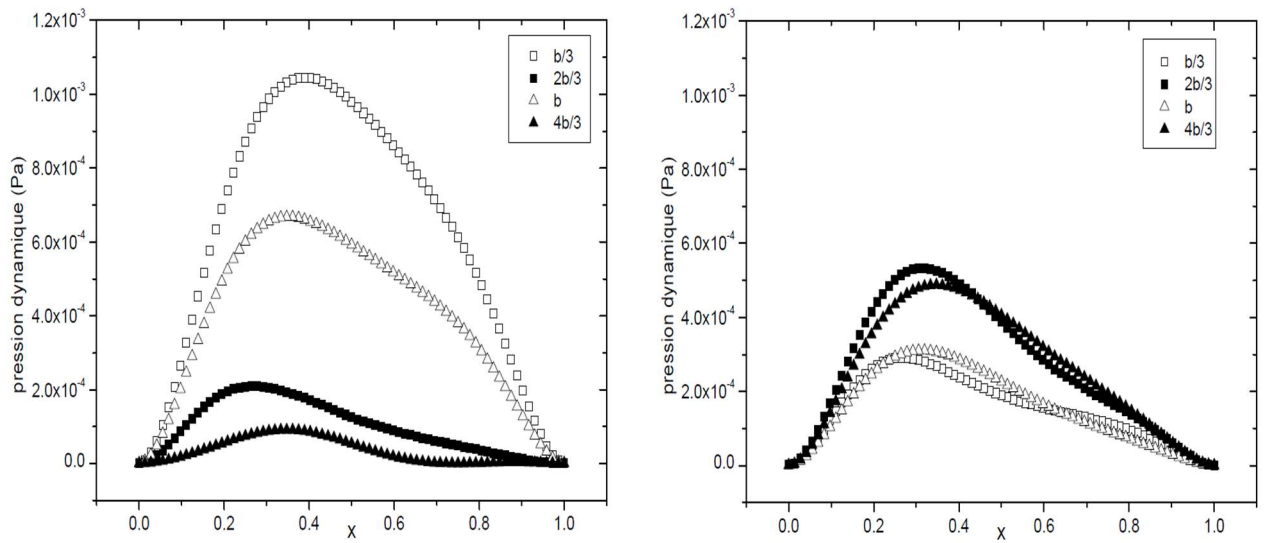 1.2x10-3
1.0x10-3
8.0x10-4
6.0x10-4
4.0x10-4
2.0x10-4
0.0
pression dynamique (Pa)
0.0 0.2 0.4 0.6 0.8 1.0
X
b/3
2b/3
b
4b/3
1.2x10-3
1.0x10-3
8.0x10-4
6.0x10-4
4.0x10-4
2.0x10-4
0.0
pression dynamique (Pa)
0.0 0.2 0.4 0.6 0.8 1.0
X
b/3
2b/3
b
4b/3